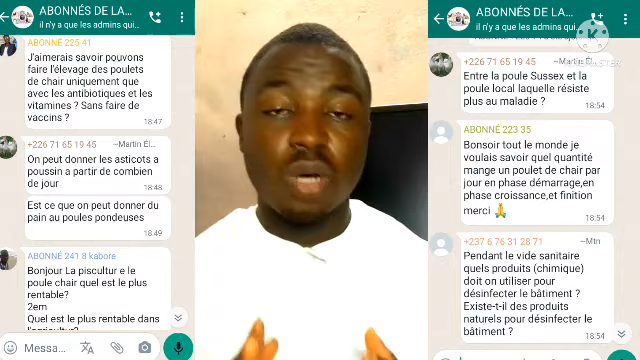 ABONNÉS DE LA...
il n'y a que les admins qui...
ABONNÉ 225 41
J'aimerais savoir pouvons
faire l'élevage des poulets
de chair uniquement que
avec les antibiotiques et les
vitamines ? Sans faire de
vaccins ?
18:47
+226 71 65 19 45 ~Martin Él...
On peut donner les asticots a
poussin a partir de combien
de jour
18:48
Est ce que on peut donner du
pain au poules pondeuses
18:49
ABONNÉ 241 8 kabore
Bonjour La piscultur e le
poule chair quel est le plus
rentable?
2em
Quel est le plus rentable dans
l'agricultur?
Messa...
ABONNÉS DE LA...
il n'y a que les admins qui...
+226 71 65 19 45 ~Martin Él...
Entre la poule Sussex et la
poule local laquelle résiste
plus au maladie ?
18:54
ABONNÉ 223 35
Bonsoir tout le monde je
voulais savoir quel quantité
mange un poulet de chair par
jour en phase démarrage,en
phase croissance,et finition
merci 🙏
18:54
+237 6 76 31 28 71 ~Mtn
Pendant le vide sanitaire
quels produits (chimique)
doit on utiliser pour
désinfecter le bâtiment ?
Existe-t-il des produits
naturels pour désinfecter le
bâtiment ?
18:54